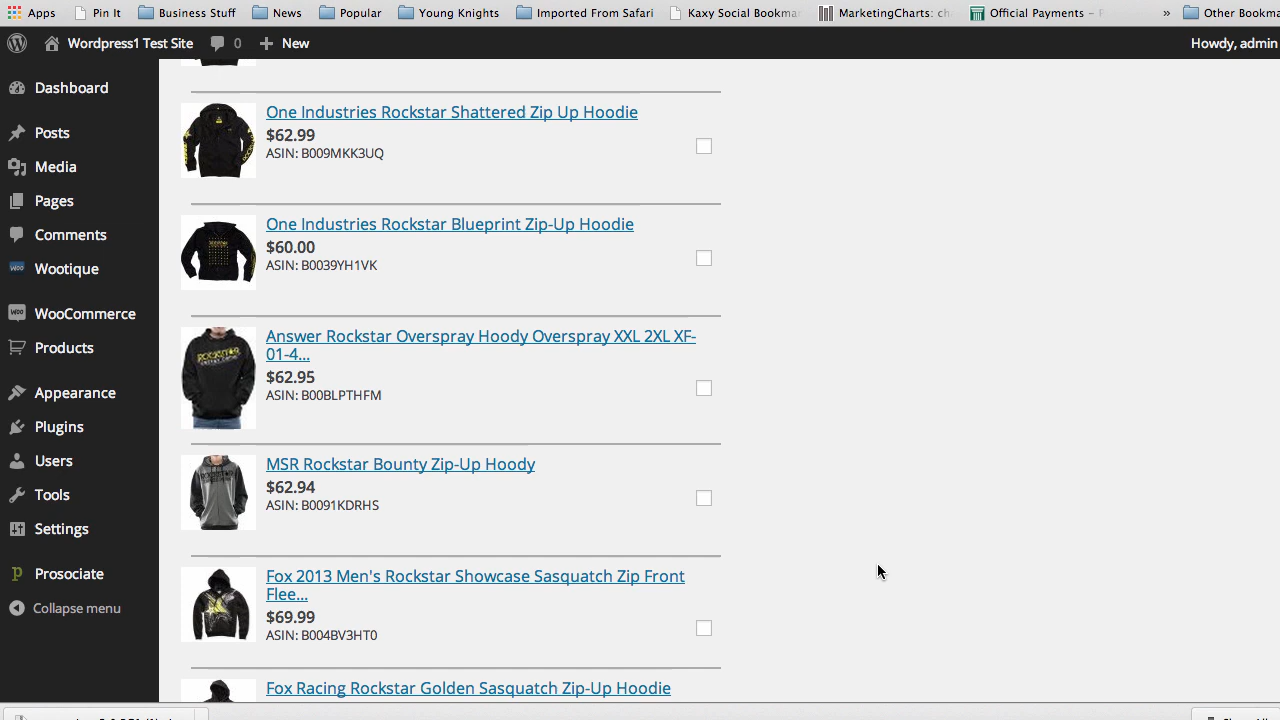 Apps
Pin It
Business Stuff
News
Popular
Young Knights
Imported From Safari
Kaxy Social Bookma
MarketingCharts: ch
Official Payments –
»
Other Bookma
Wordpress1 Test Site
0
New
Howdy, admin
Dashboard
Posts
Media
Pages
Comments
Wootique
WooCommerce
Products
Appearance
Plugins
Users
Tools
Settings
Prosociate
Collapse menu
One Industries Rockstar Shattered Zip Up Hoodie
$62.99
ASIN: B009MKK3UQ
One Industries Rockstar Blueprint Zip-Up Hoodie
$60.00
ASIN: B0039YH1VK
Answer Rockstar Overspray Hoody Overspray XXL 2XL XF-
01-4...
$62.95
ASIN: B00BLPTHFM
MSR Rockstar Bounty Zip-Up Hoody
$62.94
ASIN: B0091KDRHS
Fox 2013 Men's Rockstar Showcase Sasquatch Zip Front
Flee...
$69.99
ASIN: B004BV3HT0
Fox Racing Rockstar Golden Sasquatch Zip-Up Hoodie